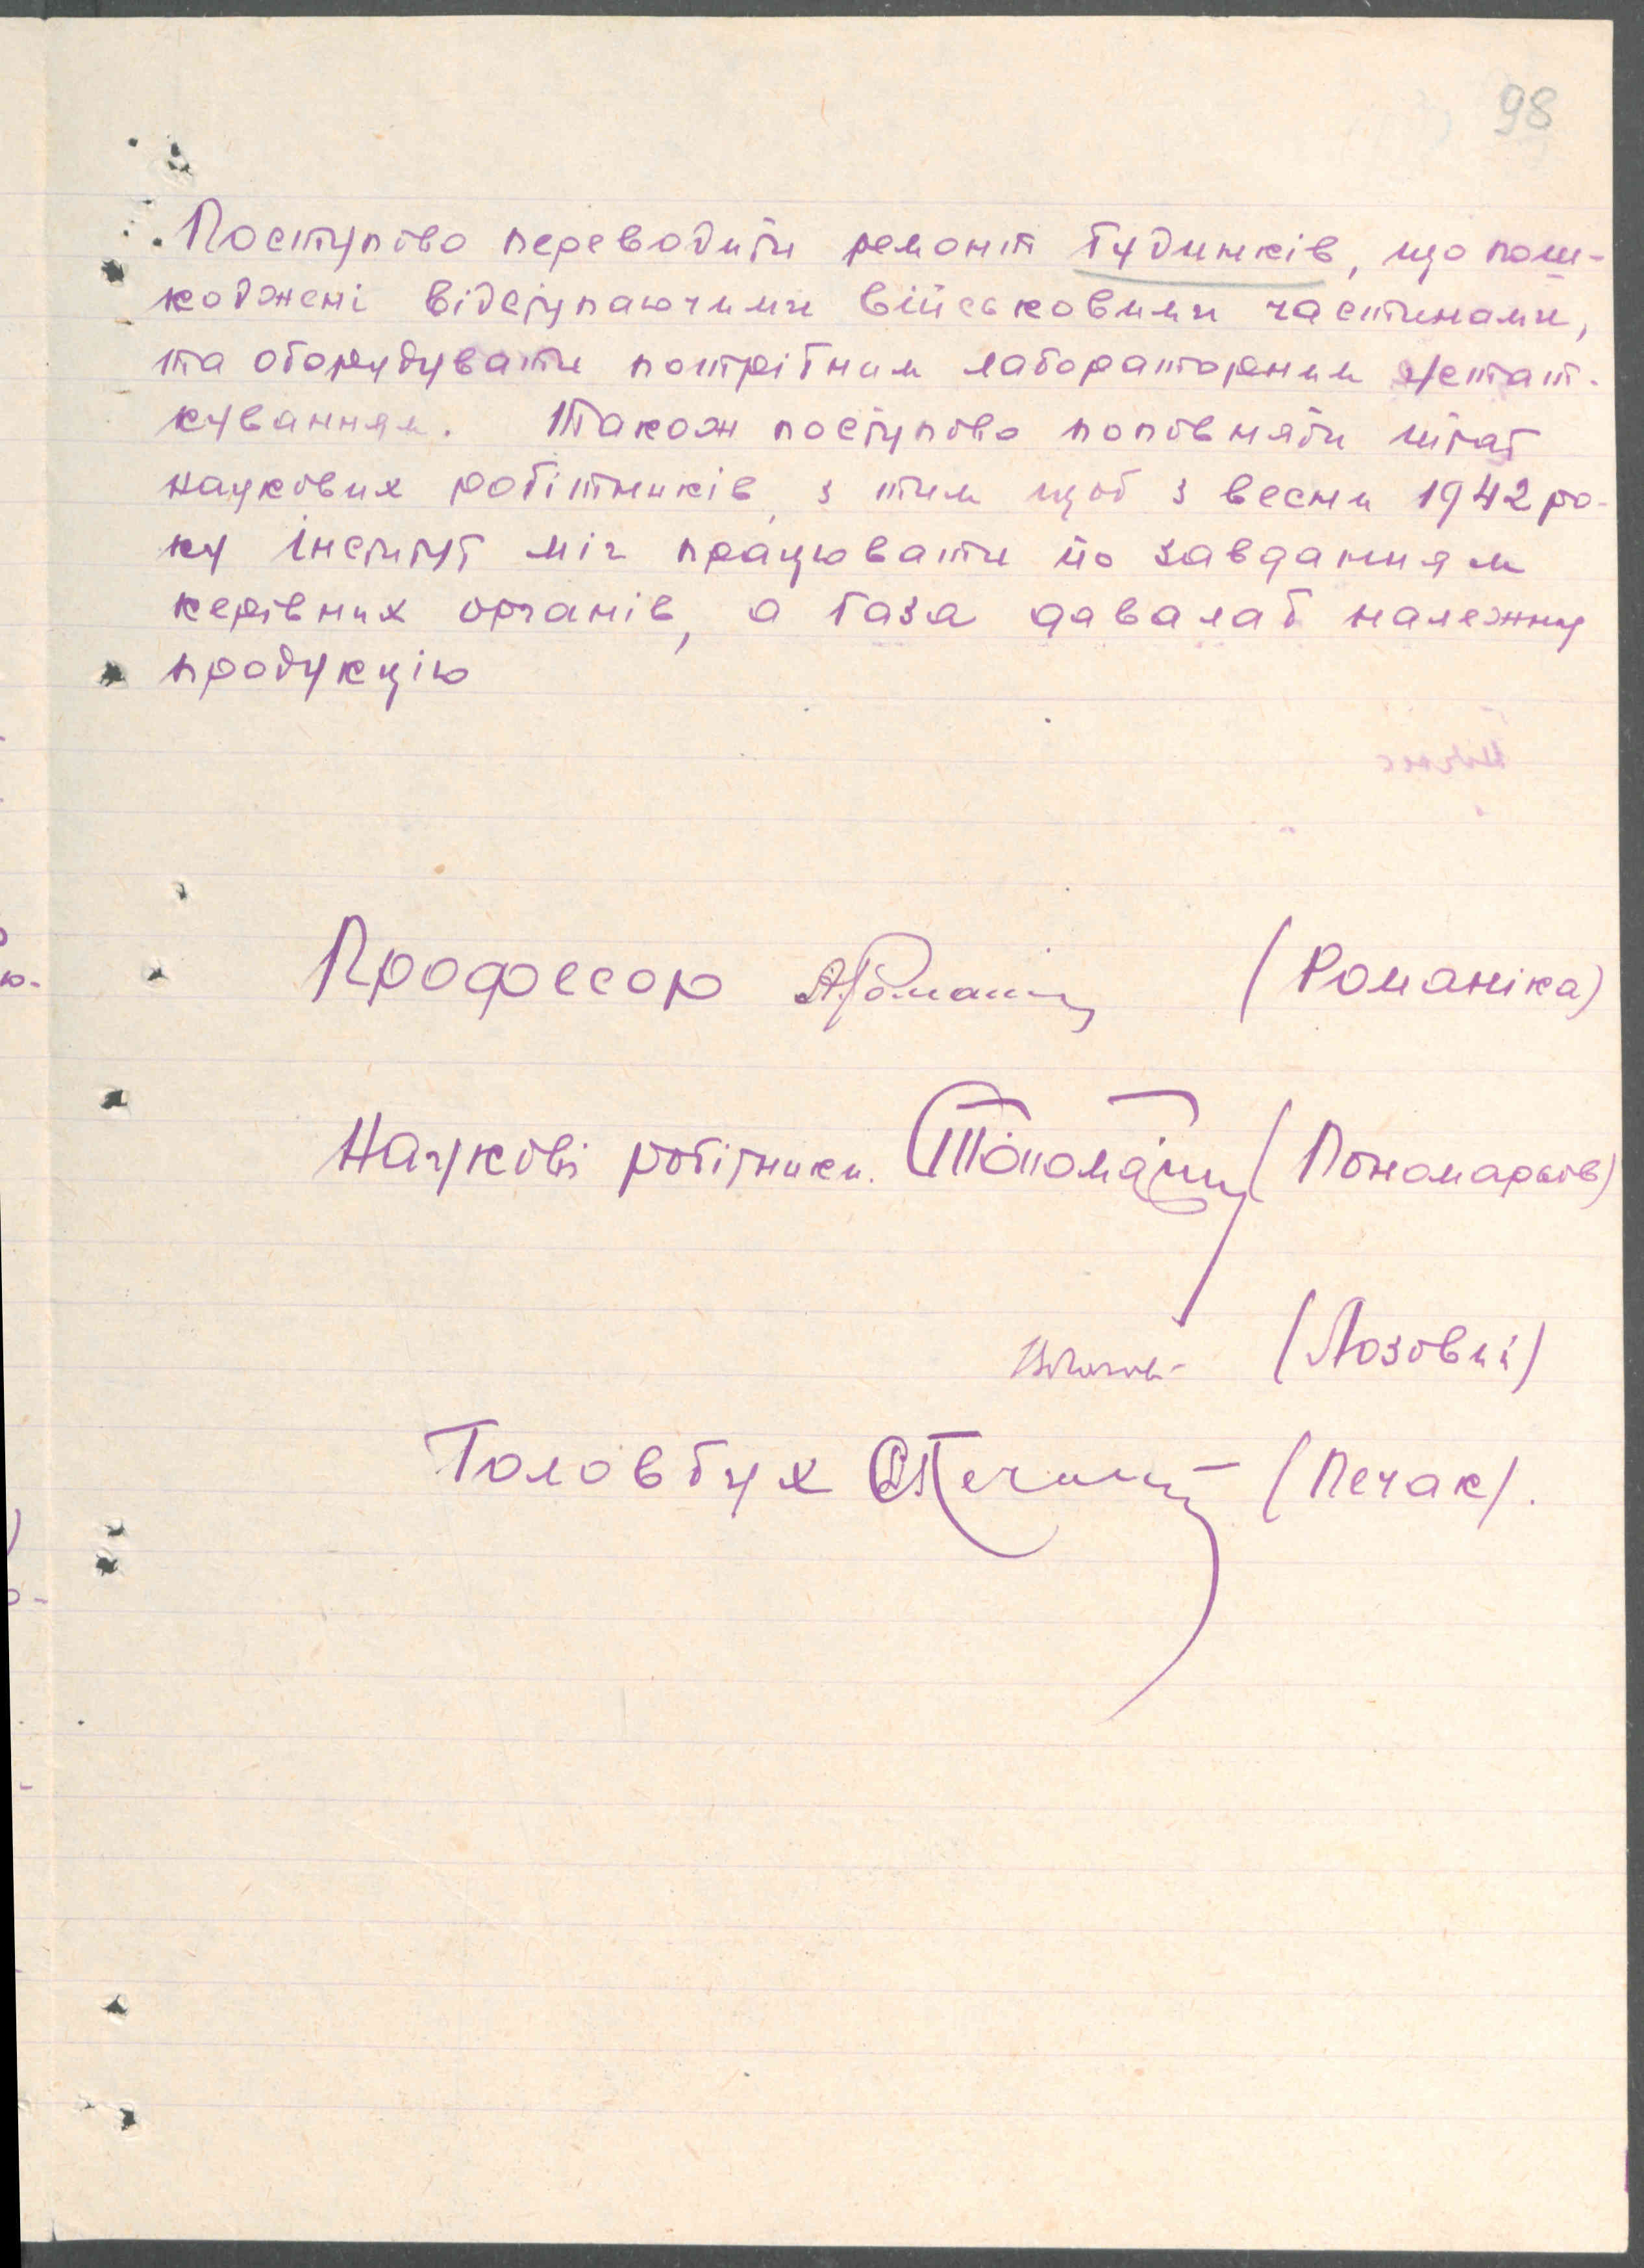 98
Поступово переводити ремонт будинків, що пош-
коджені відступаючими військовими частинами,
та оборудувати потрібним лабораторним устат-
куванням. Також поступово поповняти штат
наукових робітників, з тим щоб з весни 1942 ро-
ку інститут міг працювати по завданням
керівних органів, а база давалаб належну
продукцію
Професор (Романіка)
Наукові робітники. (Пономарьов)
(Лозовий)
Головбух (Печак).